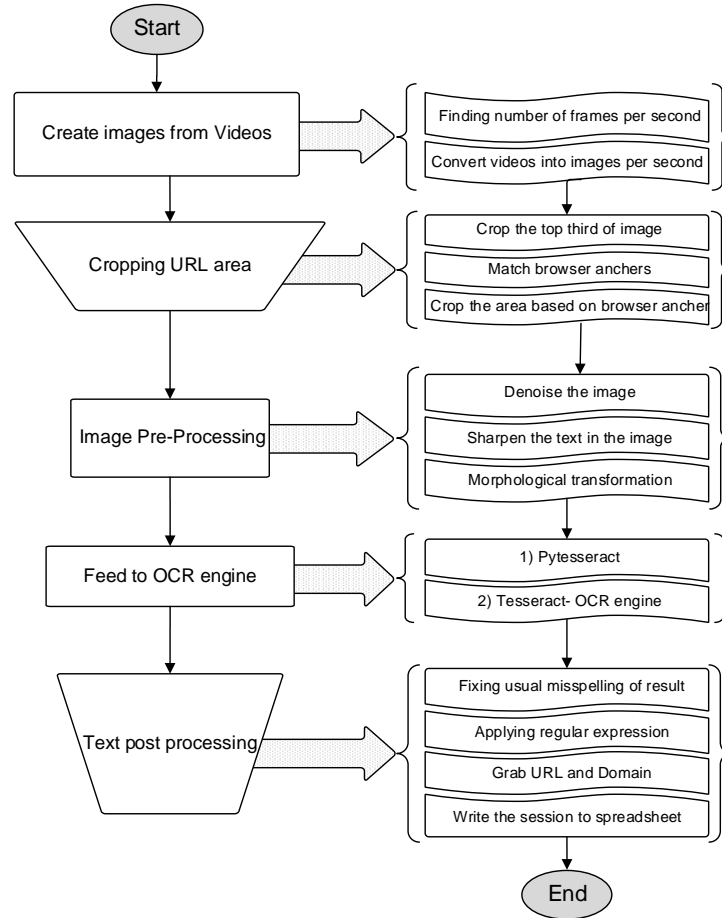 Start
Create images from Videos
Finding number of frames per second
Convert videos into images per second
Cropping URL area
Crop the top third of image
Match browser anchers
Crop the area based on browser ancher
Image Pre-Processing
Denoise the image
Sharpen the text in the image
Morphological transformation
Feed to OCR engine
1) Pytesseract
2) Tesseract- OCR engine
Text post processing
Fixing usual misspelling of result
Applying regular expression
Grab URL and Domain
Write the session to spreadsheet
End